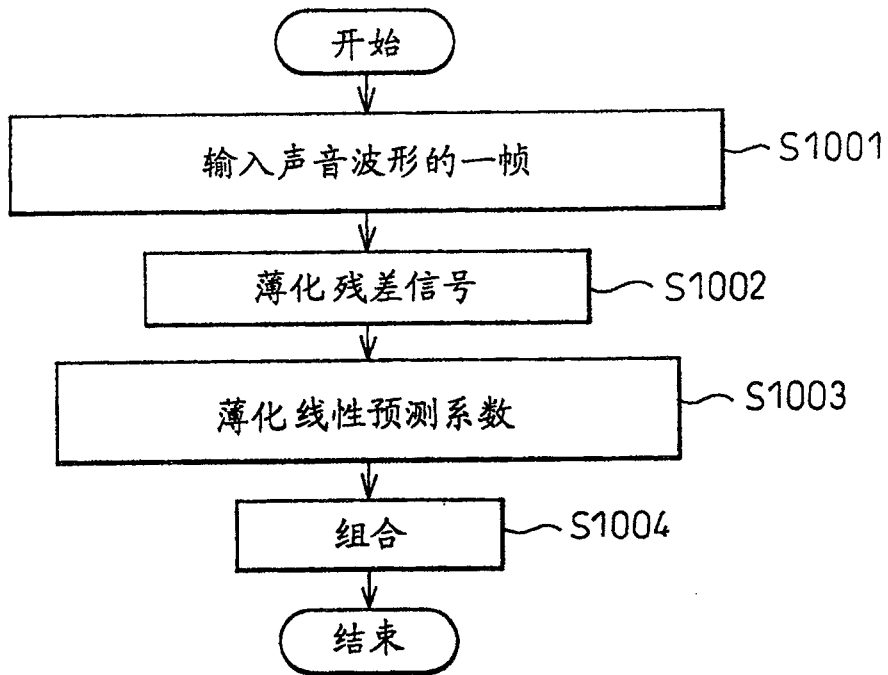 开始
输入声音波形的一帧
S1001
薄化残差信号
S1002
薄化线性预测系数
S1003
组合
S1004
结束